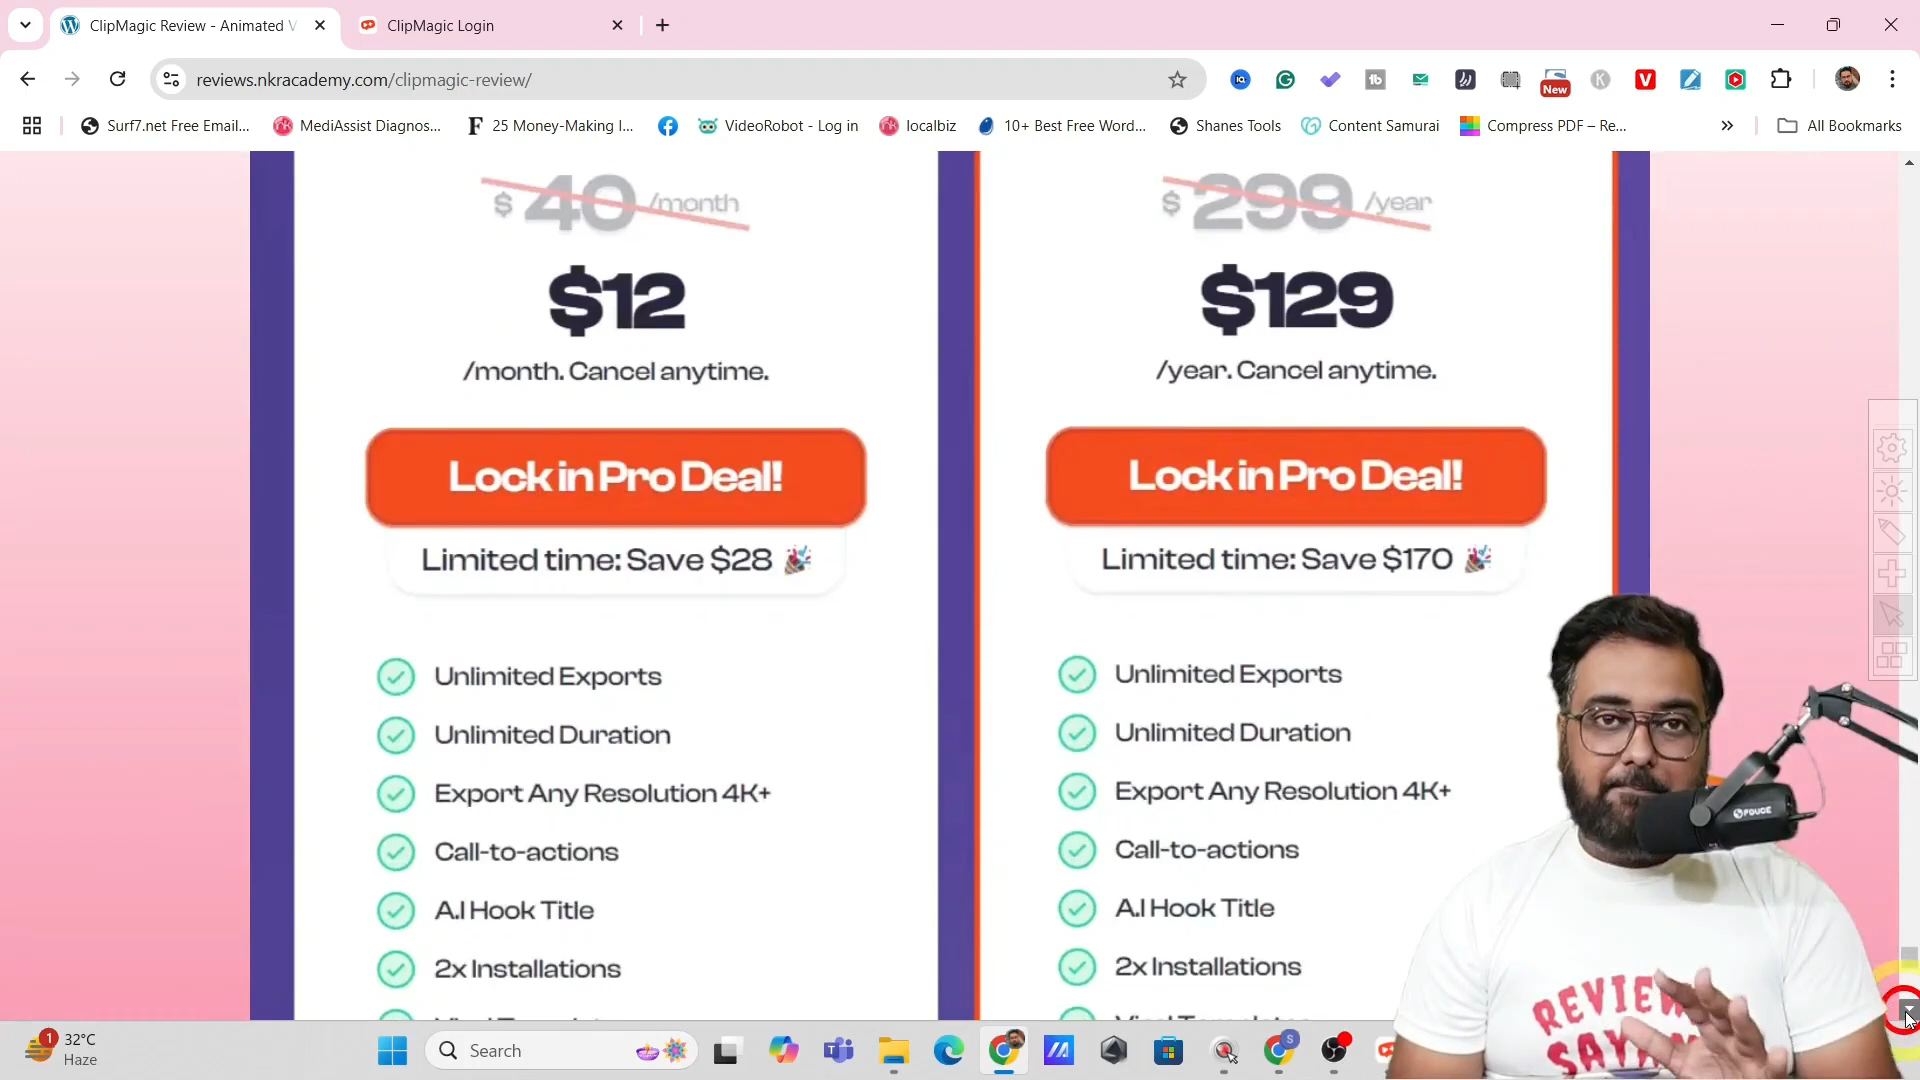 ClipMagic Review - Animated V
ClipMagic Login
reviews.nkracademy.com/clipmagic-review/
New
Surf7.net Free Email...
MediAssist Diagnos...
25 Money-Making I...
VideoRobot - Log in
localbiz
10+ Best Free Word...
Shanes Tools
Content Samurai
Compress PDF – Re...
All Bookmarks
$ 40 /month
$12
/month. Cancel anytime.
Lock in Pro Deal!
Limited time: Save $28
Unlimited Exports
Unlimited Duration
Export Any Resolution 4K+
Call-to-actions
A.I Hook Title
2x Installations
$ 299 /year
$129
/year. Cancel anytime.
Lock in Pro Deal!
Limited time: Save $170
Unlimited Exports
Unlimited Duration
Export Any Resolution 4K+
Call-to-actions
A.I Hook Title
2x Installations
FDUCE
REVIEW
SAYAN
1
32°C
Haze
Search